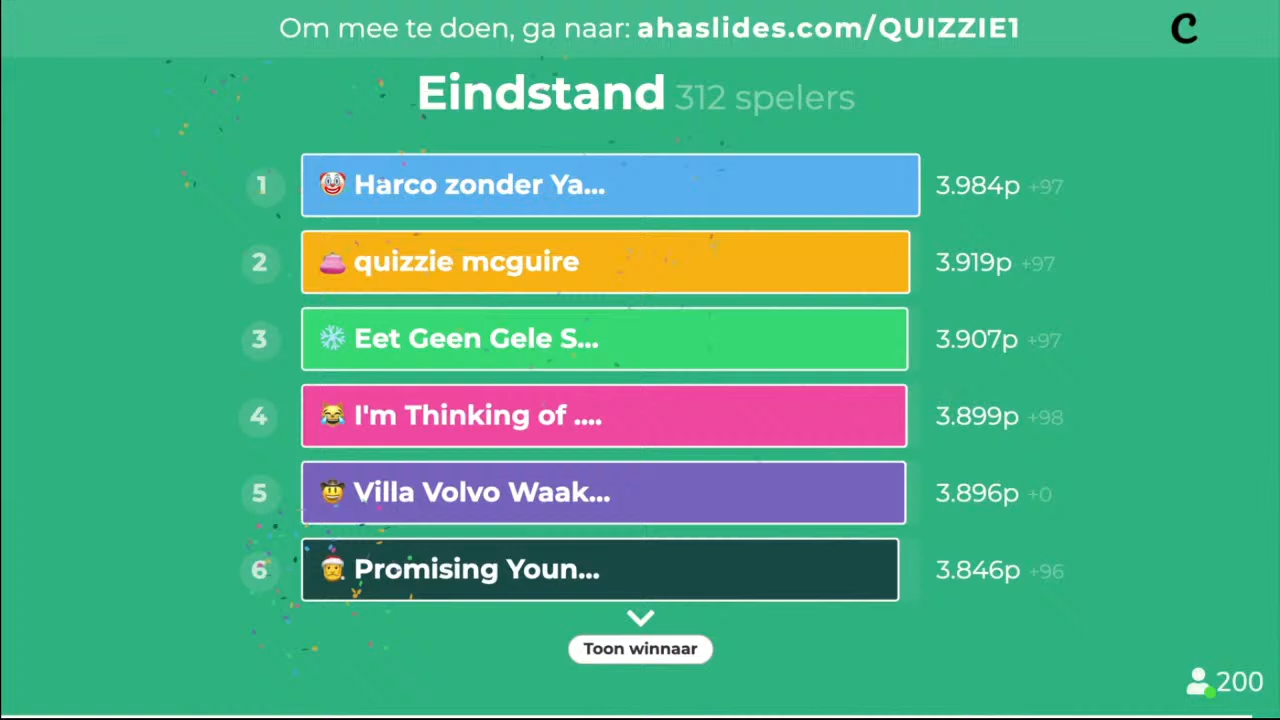 Om mee te doen, ga naar: ahaslides.com/QUIZZIE1
C
Eindstand 312 spelers
1 Harco zonder Ya... 3.984p +97
2 quizzie mcguire 3.919p +97
3 Eet Geen Gele S... 3.907p +97
4 I'm Thinking of .... 3.899p +98
5 Villa Volvo Waak... 3.896p +0
6 Promising Youn... 3.846p +96
Toon winnaar
200